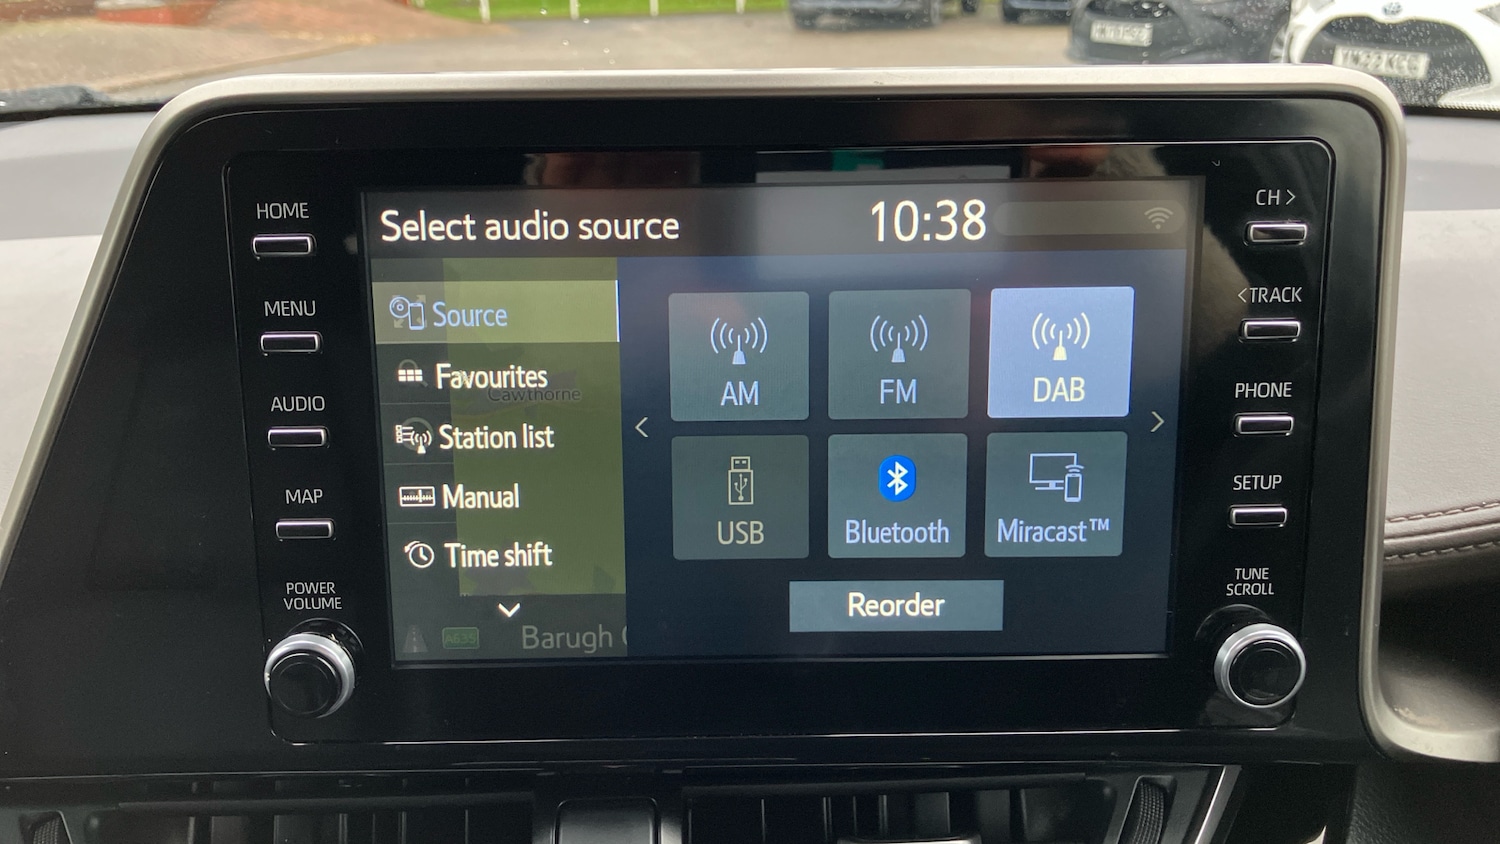 HOME
MENU
AUDIO
MAP
POWER
VOLUME
Select audio source
10:38
Source
Favourites
Cawthorne
Station list
Manual
Time shift
A635
Barugh
AM
FM
DAB
USB
Bluetooth
Miracast™
Reorder
CH >
<TRACK
PHONE
SETUP
TUNE
SCROLL